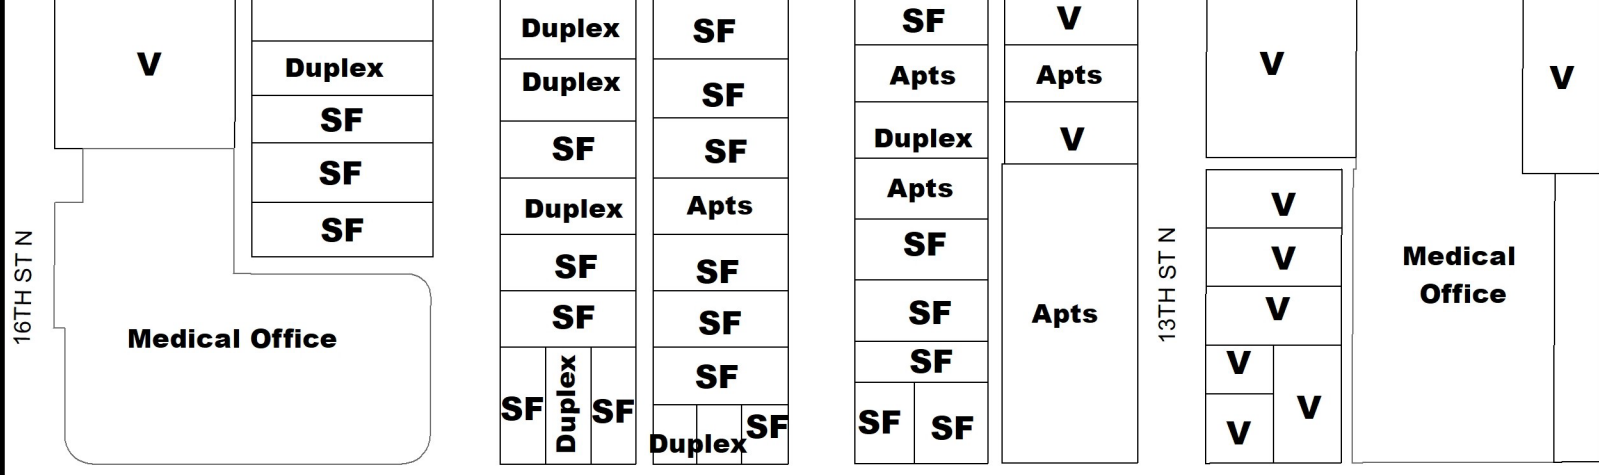 V
Duplex
SF
SF
SF
Medical Office
16TH ST N
Duplex
Duplex
SF
Duplex
SF
SF
SF
Duplex
SF
SF
SF
SF
Apts
SF
SF
SF
Duplex
SF
SF
Apts
Duplex
Apts
SF
SF
SF
SF
SF
V
Apts
V
Apts
13TH ST N
V
V
V
V
V
V
V
Medical
Office
V